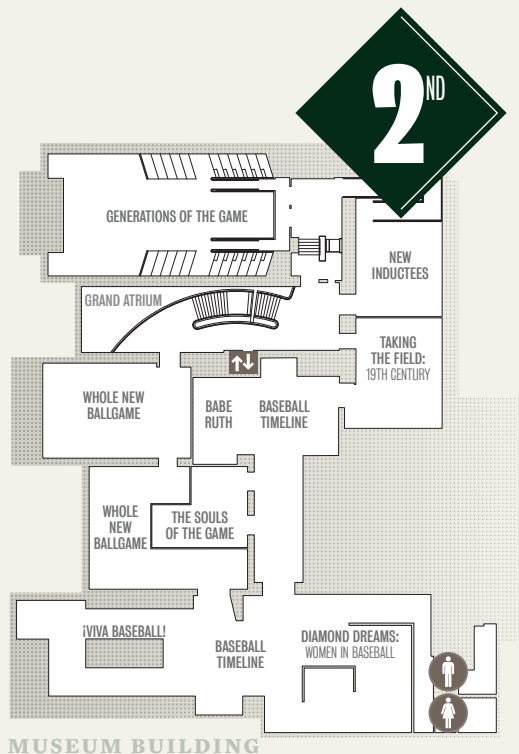 2ND
GENERATIONS OF THE GAME
NEW
INDUCTEES
GRAND ATRIUM
TAKING
THE FIELD:
19TH CENTURY
WHOLE NEW
BALLGAME
BABE
RUTH
BASEBALL
TIMELINE
WHOLE
NEW
BALLGAME
THE SOULS
OF THE GAME
¡VIVA BASEBALL!
BASEBALL
TIMELINE
DIAMOND DREAMS:
WOMEN IN BASEBALL
MUSEUM BUILDING